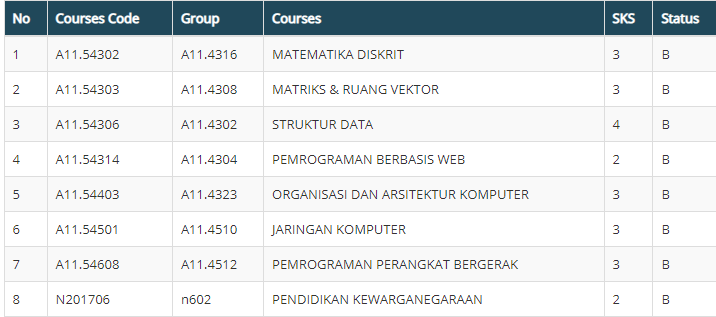 No Courses Code Group Courses SKS Status
1 A11.54302 A11.4316 MATEMATIKA DISKRIT 3 B
2 A11.54303 A11.4308 MATRIKS & RUANG VEKTOR 3 B
3 A11.54306 A11.4302 STRUKTUR DATA 4 B
4 A11.54314 A11.4304 PEMROGRAMAN BERBASIS WEB 2 B
5 A11.54403 A11.4323 ORGANISASI DAN ARSITEKTUR KOMPUTER 3 B
6 A11.54501 A11.4510 JARINGAN KOMPUTER 3 B
7 A11.54608 A11.4512 PEMROGRAMAN PERANGKAT BERGERAK 3 B
8 N201706 n602 PENDIDIKAN KEWARGANEGARAAN 2 B